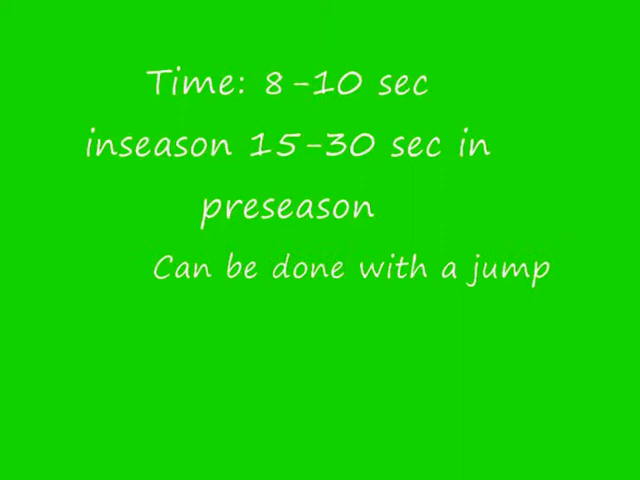 Time: 8-10 sec
inseason 15-30 sec in
preseason
Can be done with a jump